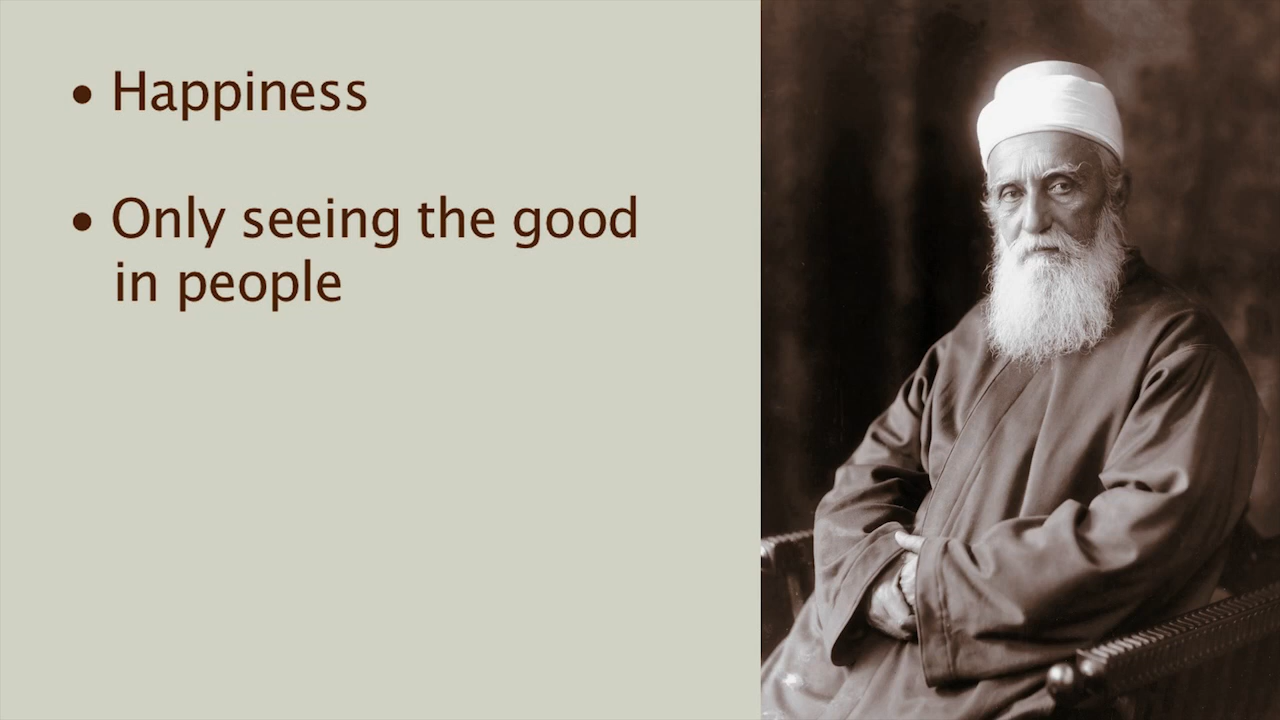 • Happiness
• Only seeing the good
in people